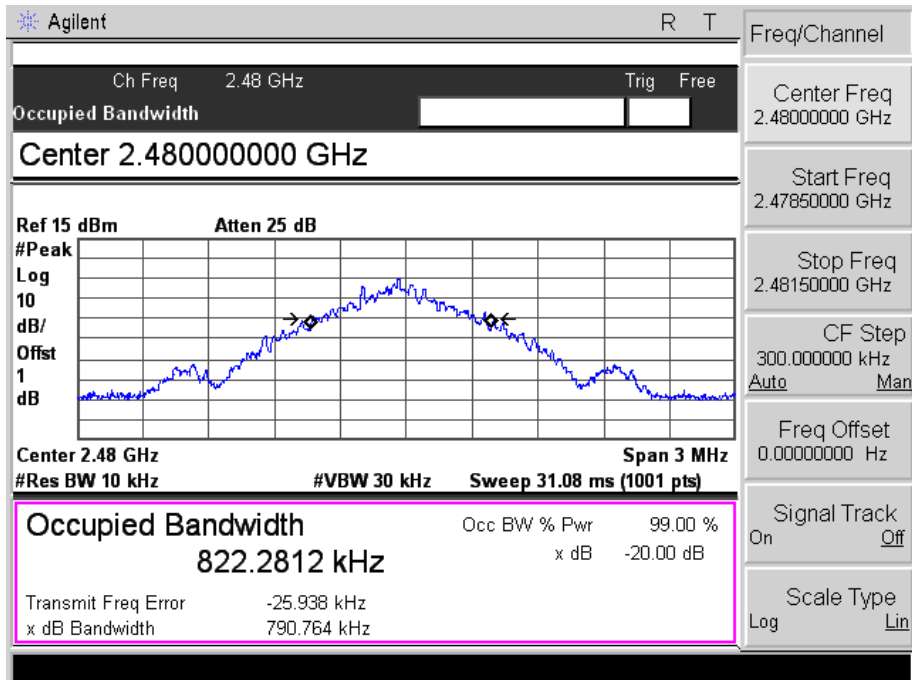 Agilent R T
Ch Freq 2.48 GHz Trig Free
Occupied Bandwidth
Center 2.480000000 GHz
Ref 15 dBm Atten 25 dB
#Peak
Log
10
dB/
Offst
1
dB
Center 2.48 GHz Span 3 MHz
#Res BW 10 kHz #VBW 30 kHz Sweep 31.08 ms (1001 pts)
Occupied Bandwidth Occ BW % Pwr 99.00 %
822.2812 kHz x dB -20.00 dB
Transmit Freq Error -25.938 kHz
x dB Bandwidth 790.764 kHz
Freq/Channel
Center Freq
2.48000000 GHz
Start Freq
2.47850000 GHz
Stop Freq
2.48150000 GHz
CF Step
300.000000 kHz
Auto Man
Freq Offset
0.00000000 Hz
Signal Track
On Off
Scale Type
Log Lin